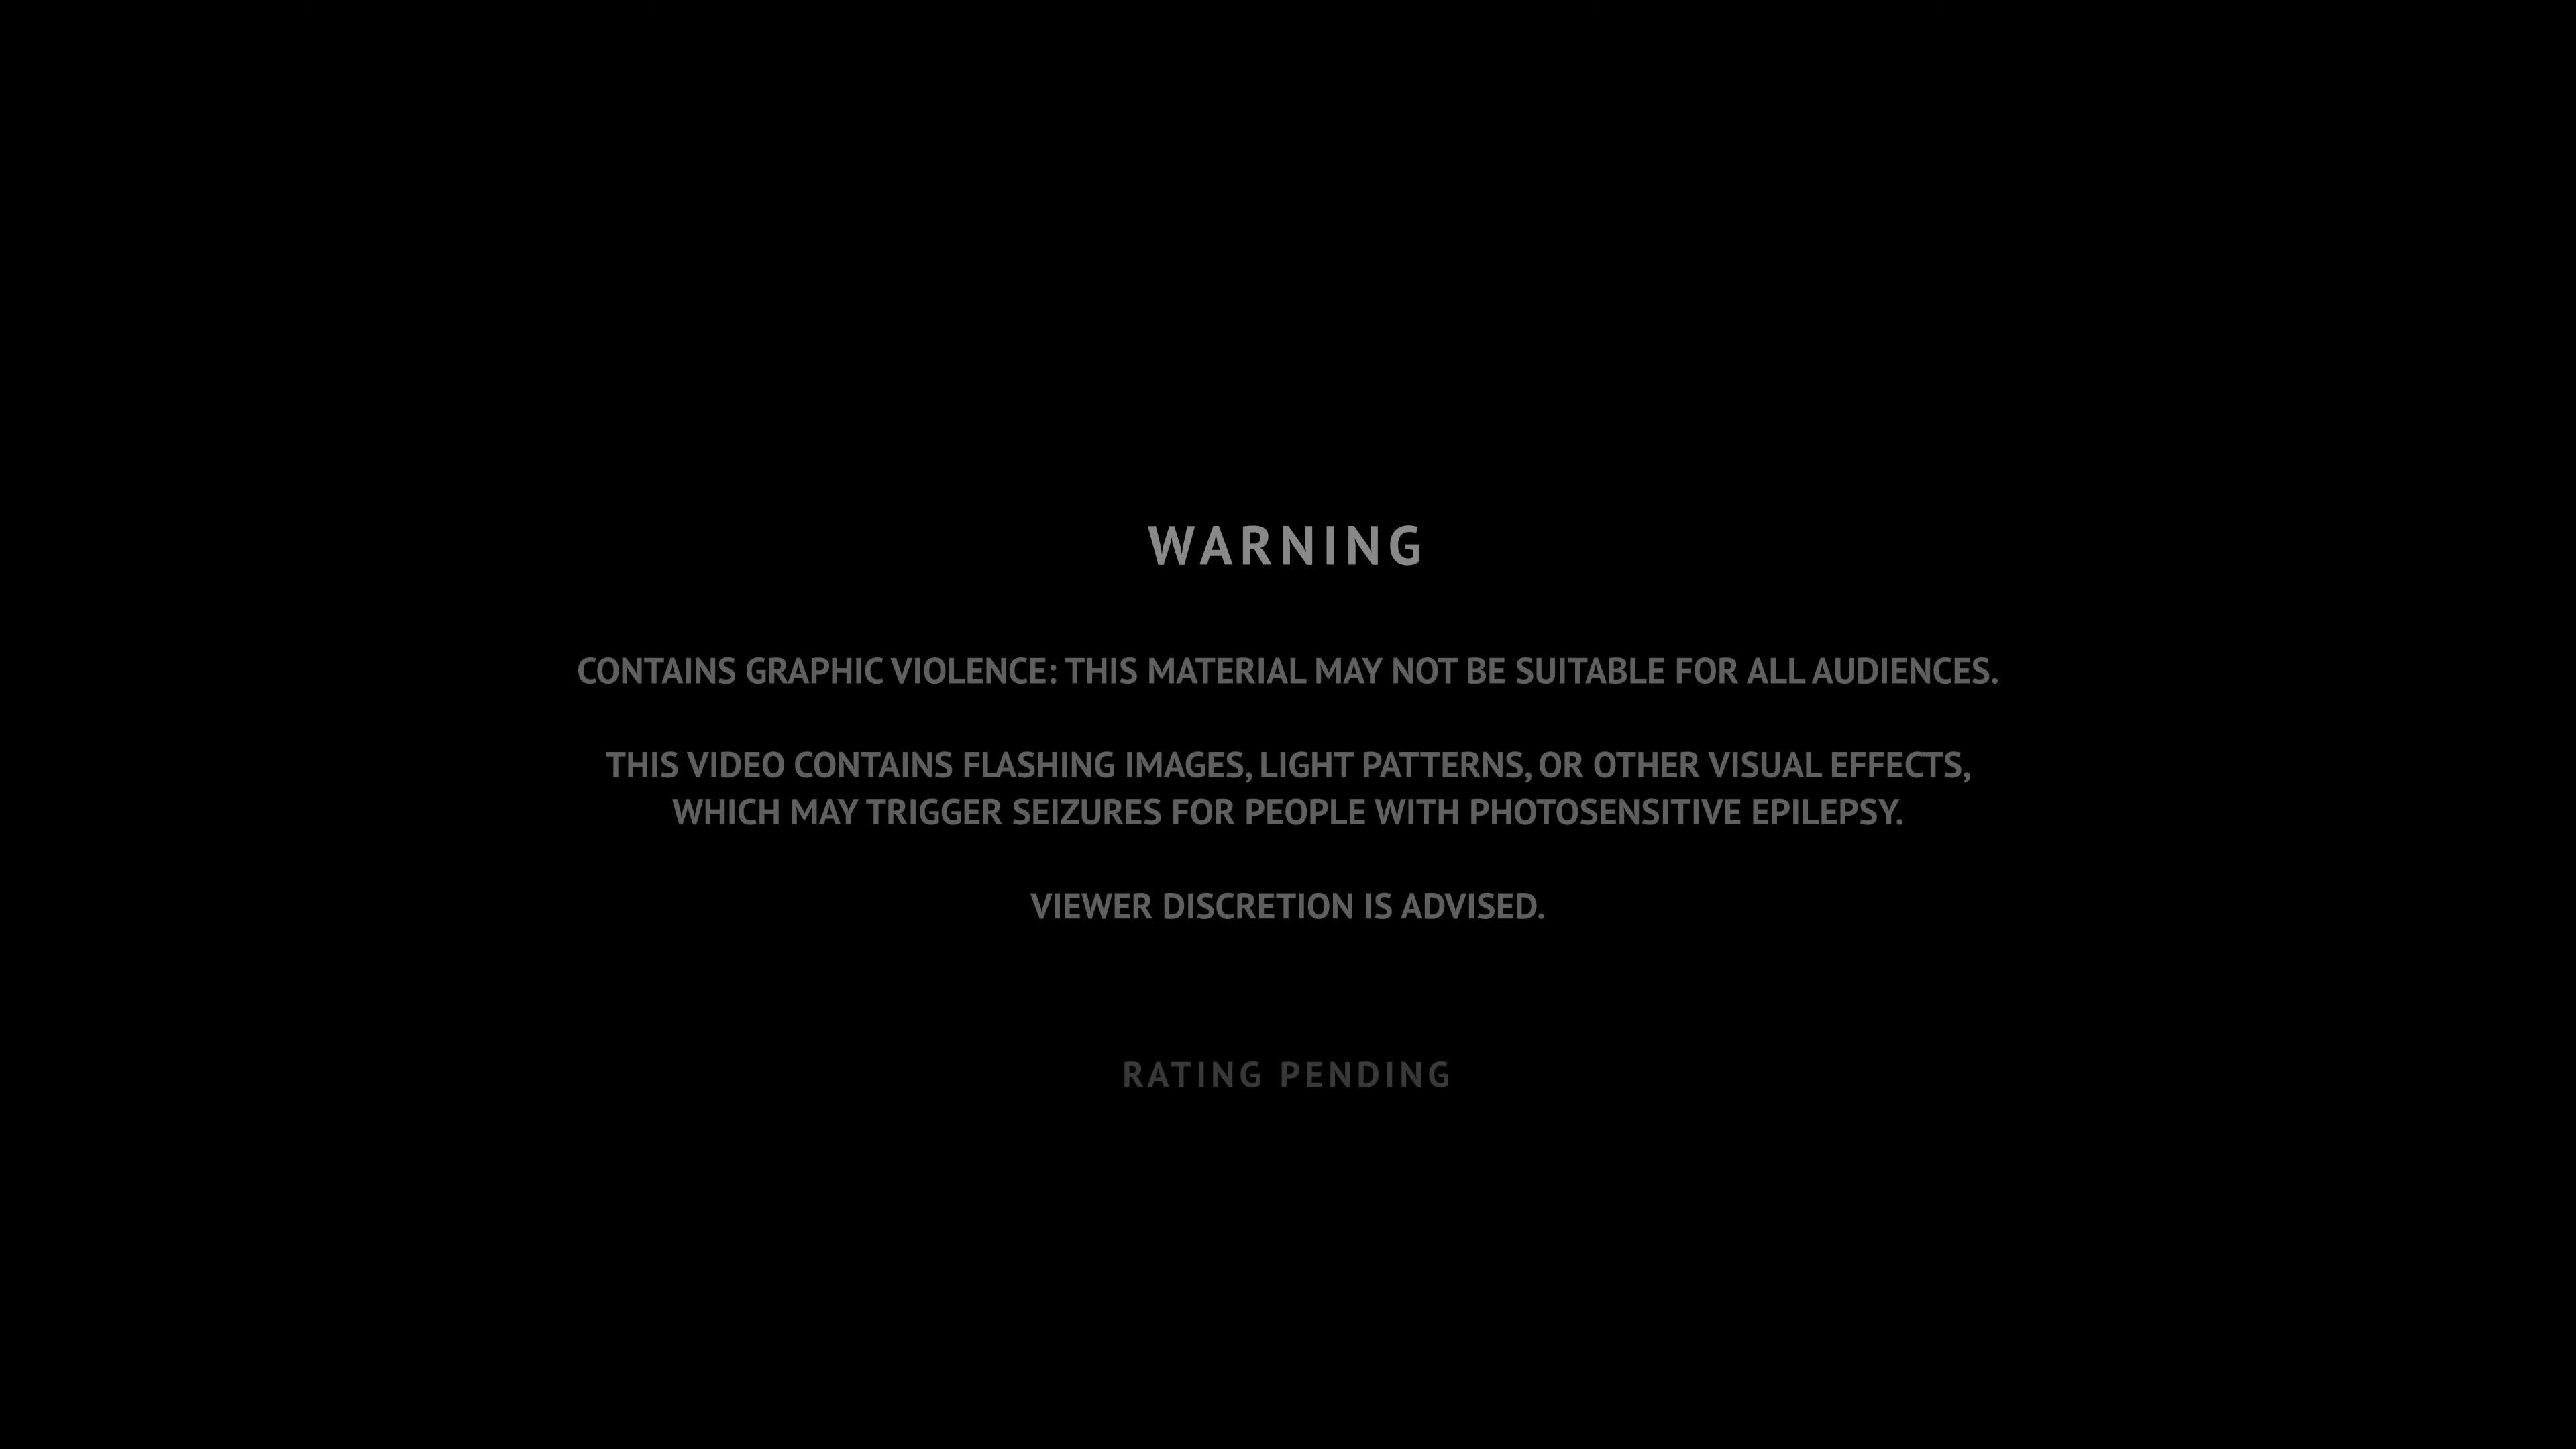 WARNING
CONTAINS GRAPHIC VIOLENCE: THIS MATERIAL MAY NOT BE SUITABLE FOR ALL AUDIENCES.
THIS VIDEO CONTAINS FLASHING IMAGES, LIGHT PATTERNS, OR OTHER VISUAL EFFECTS,
WHICH MAY TRIGGER SEIZURES FOR PEOPLE WITH PHOTOSENSITIVE EPILEPSY.
VIEWER DISCRETION IS ADVISED.
RATING PENDING